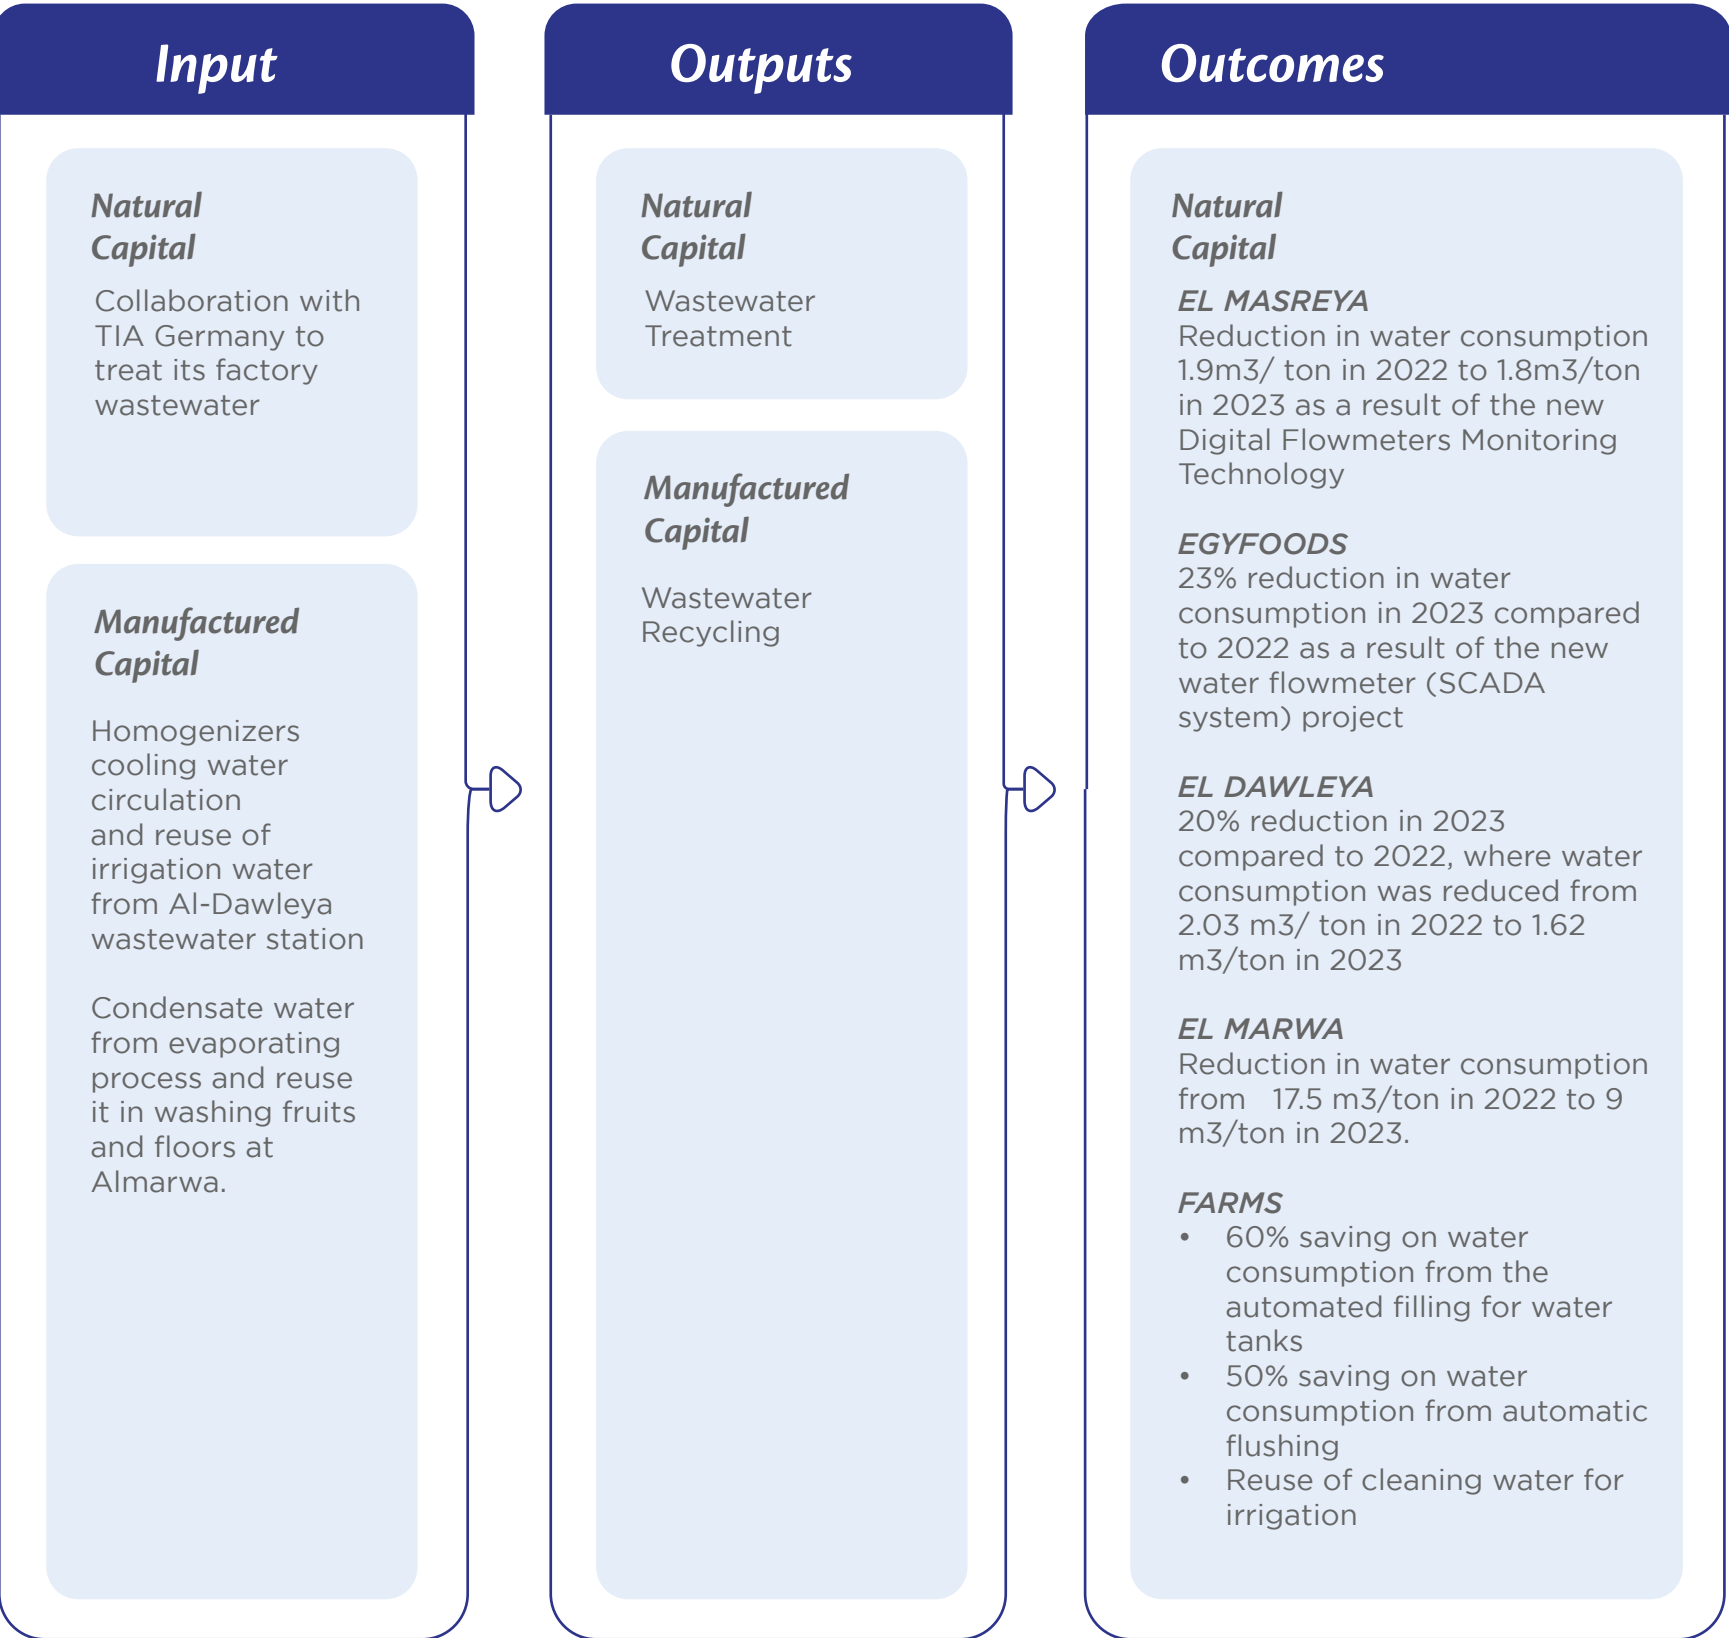 Input
Natural
Capital
Collaboration with
TIA Germany to
treat its factory
wastewater
Manufactured
Capital
Homogenizers
cooling water
circulation
and reuse of
irrigation water
from Al-Dawleya
wastewater station
Condensate water
from evaporating
process and reuse
it in washing fruits
and floors at
Almarwa.
Outputs
Natural
Capital
Wastewater
Treatment
Manufactured
Capital
Wastewater
Recycling
Outcomes
Natural
Capital
EL MASREYA
Reduction in water consumption
1.9m3/ ton in 2022 to 1.8m3/ton
in 2023 as a result of the new
Digital Flowmeters Monitoring
Technology
EGYFOODS
23% reduction in water
consumption in 2023 compared
to 2022 as a result of the new
water flowmeter (SCADA
system) project
EL DAWLEYA
20% reduction in 2023
compared to 2022, where water
consumption was reduced from
2.03 m3/ ton in 2022 to 1.62
m3/ton in 2023
EL MARWA
Reduction in water consumption
from 17.5 m3/ton in 2022 to 9
m3/ton in 2023.
FARMS
• 60% saving on water
consumption from the
automated filling for water
tanks
• 50% saving on water
consumption from automatic
flushing
• Reuse of cleaning water for
irrigation